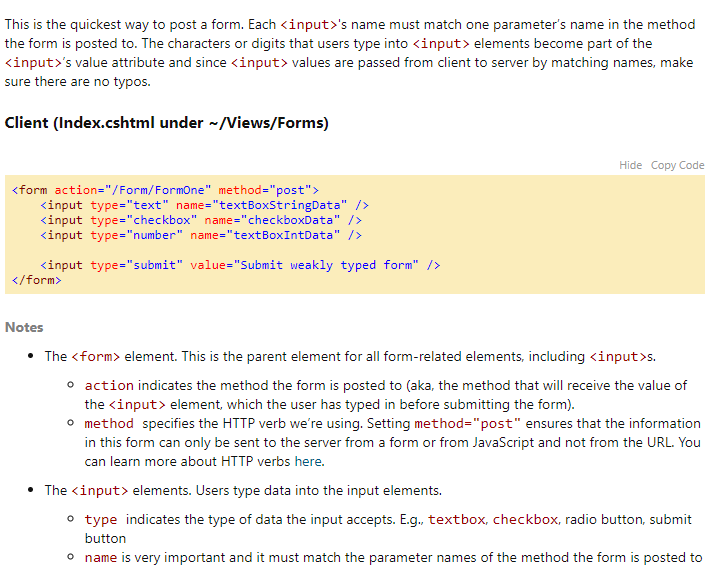 This is the quickest way to post a form. Each <input>'s name must match one parameter's name in the method
the form is posted to. The characters or digits that users type into <input> elements become part of the
<input>'s value attribute and since <input> values are passed from client to server by matching names, make
sure there are no typos.
Client (Index.cshtml under ~/Views/Forms)
Hide Copy Code
<form action="/Form/FormOne" method="post">
    <input type="text" name="textBoxStringData" />
    <input type="checkbox" name="checkboxData" />
    <input type="number" name="textBoxIntData" />
    <input type="submit" value="Submit weakly typed form" />
</form>
Notes
• The <form> element. This is the parent element for all form-related elements, including <input>s.
o action indicates the method the form is posted to (aka, the method that will receive the value of
the <input> element, which the user has typed in before submitting the form).
o method specifies the HTTP verb we're using. Setting method="post" ensures that the information
in this form can only be sent to the server from a form or from JavaScript and not from the URL. You
can learn more about HTTP verbs here.
• The <input> elements. Users type data into the input elements.
o type indicates the type of data the input accepts. E.g., textbox, checkbox, radio button, submit
button
o name is very important and it must match the parameter names of the method the form is posted to